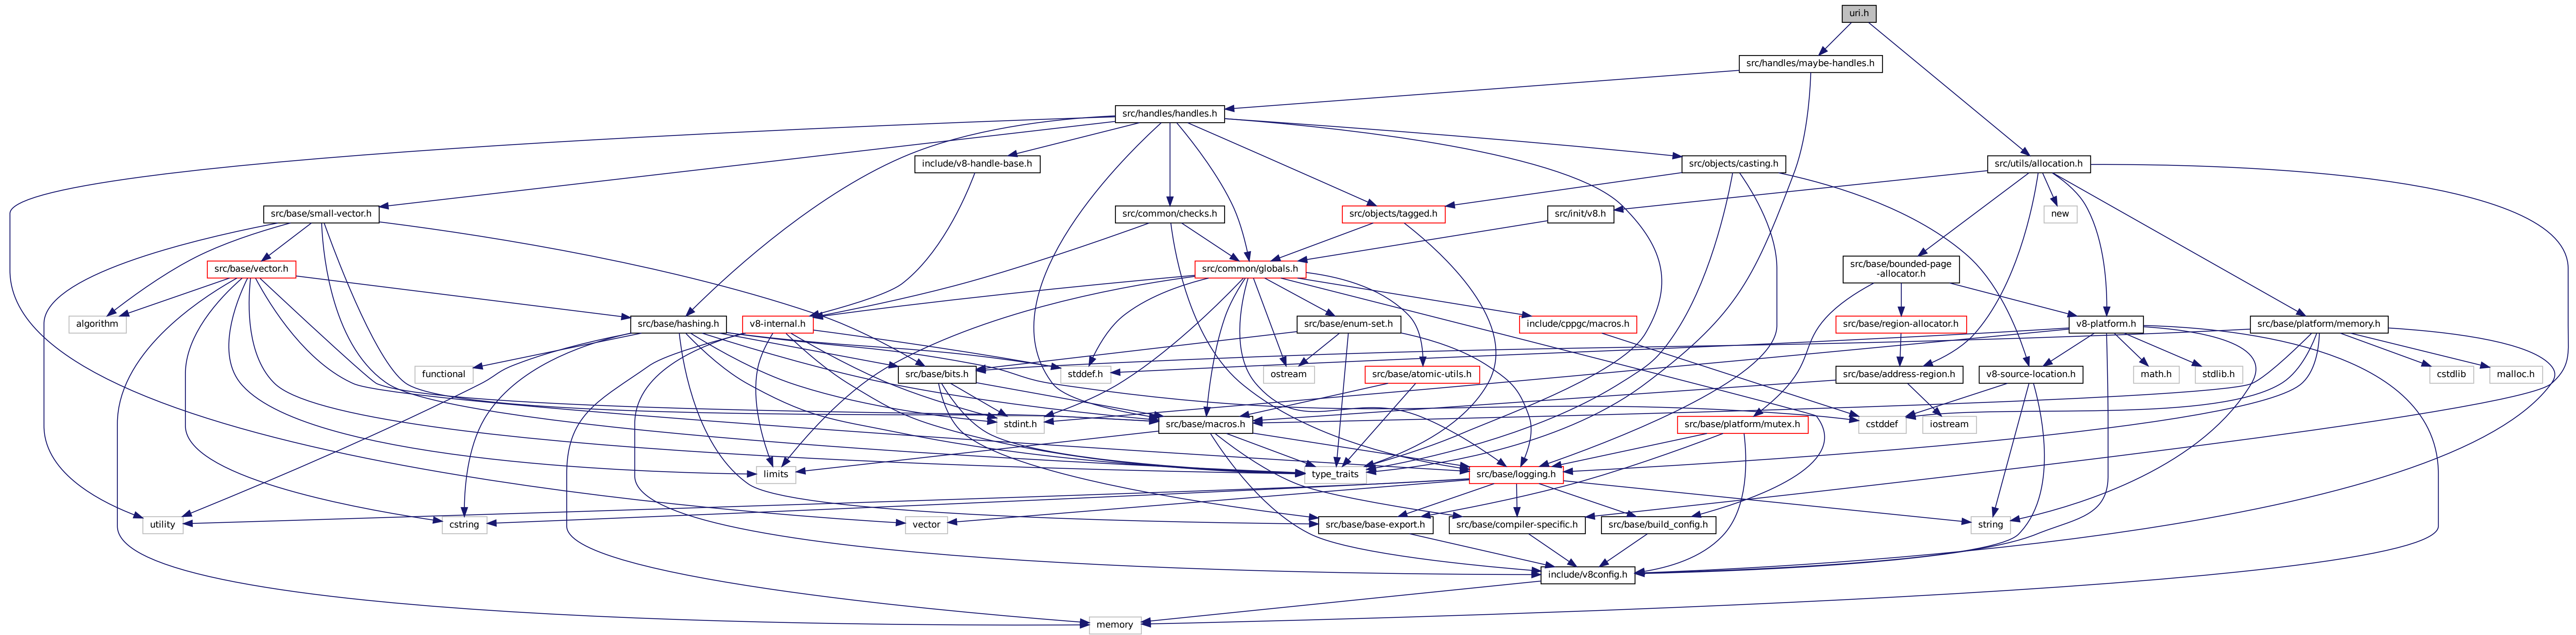 uri.h
src/handles/maybe-handles.h
src/handles/handles.h
include/v8-handle-base.h
src/objects/casting.h
src/utils/allocation.h
src/base/small-vector.h
src/common/checks.h
src/objects/tagged.h
src/init/v8.h
new
src/base/vector.h
src/common/globals.h
src/base/bounded-page
-allocator.h
algorithm
src/base/hashing.h
v8-internal.h
src/base/enum-set.h
include/cppgc/macros.h
src/base/region-allocator.h
v8-platform.h
src/base/platform/memory.h
functional
src/base/bits.h
stddef.h
ostream
src/base/atomic-utils.h
src/base/address-region.h
v8-source-location.h
math.h
stdlib.h
cstdlib
malloc.h
stdint.h
src/base/macros.h
src/base/platform/mutex.h
cstddef
iostream
limits
type_traits
src/base/logging.h
utility
cstring
vector
src/base/base-export.h
src/base/compiler-specific.h
src/base/build_config.h
string
include/v8config.h
memory